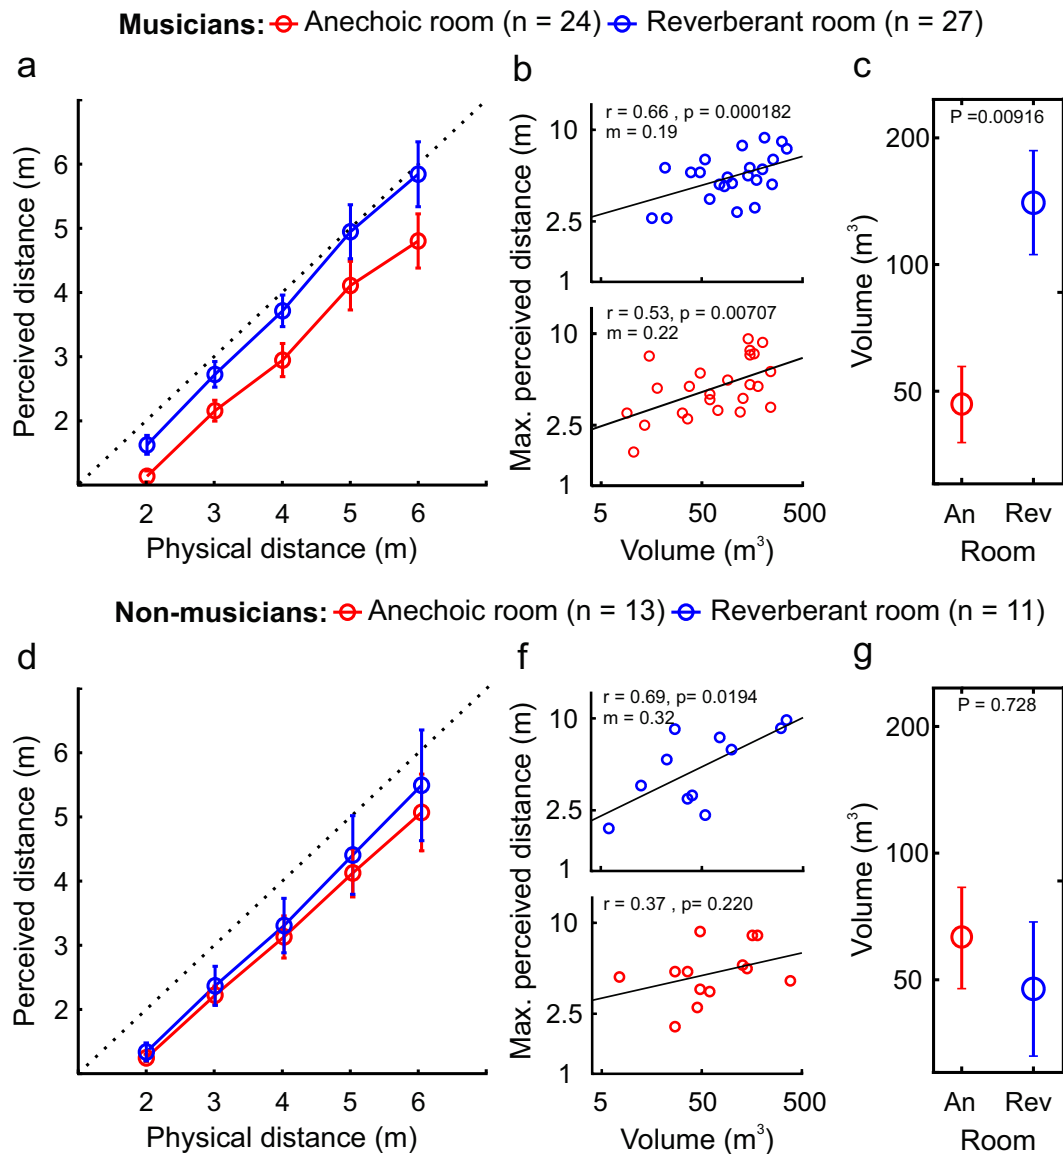 Musicians: Anechoic room (n = 24) Reverberant room (n = 27)
a
Perceived distance (m)
6
5
4
3
2
2 3 4 5 6
Physical distance (m)
b
Max. perceived distance (m)
r = 0.66 , p = 0.000182
m = 0.19
10
2.5
1
r = 0.53, p = 0.00707
m = 0.22
10
2.5
1
5 50 500
Volume (m³)
c
P =0.00916
Volume (m³)
200
100
50
An Rev
Room
Non-musicians: Anechoic room (n = 13) Reverberant room (n = 11)
d
Perceived distance (m)
6
5
4
3
2
2 3 4 5 6
Physical distance (m)
f
Max. perceived distance (m)
r = 0.69, p= 0.0194
m = 0.32
10
2.5
1
r = 0.37 , p= 0.220
10
2.5
1
5 50 500
Volume (m³)
g
P = 0.728
Volume (m³)
200
100
50
An Rev
Room